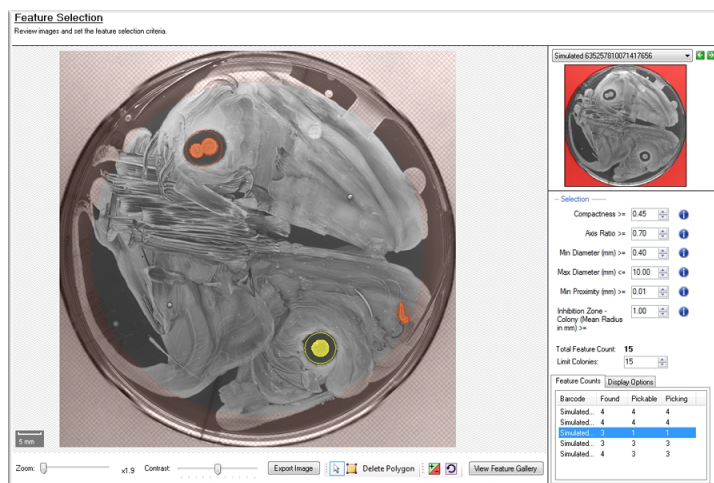 Feature Selection
Review images and set the feature selection criteria.
Simulated 635257810071417656
Selection
Compactness >= 0.45
Axis Ratio >= 0.70
Min Diameter (mm) >= 0.40
Max Diameter (mm) <= 10.00
Min Proximity (mm) >= 0.01
Inhibition Zone - 1.00
Colony (Mean Radius
in mm) >=
Total Feature Count: 15
Limit Colonies: 15
Feature Counts Display Options
Barcode Found Pickable Picking
Simulated... 4 4 4
Simulated... 4 4 4
Simulated... 3 1 1
Simulated... 3 3 3
Simulated... 4 3 3
5 mm
Zoom: x1.9 Contrast: Export Image Delete Polygon View Feature Gallery